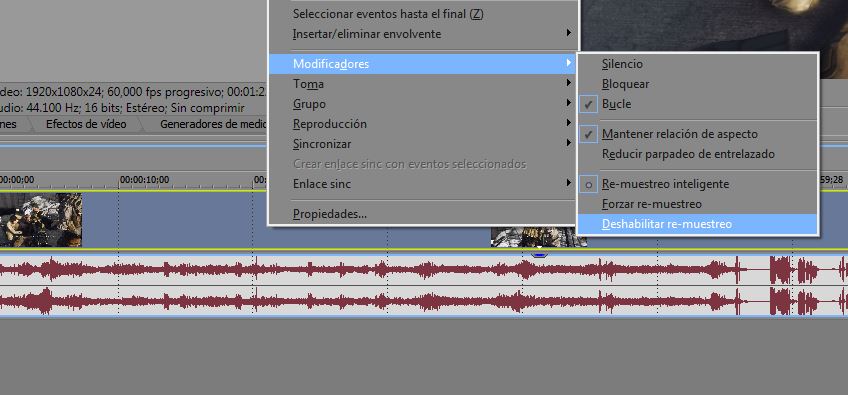 Seleccionar eventos hasta el final (Z)
Insertar/eliminar envolvente
Modificadores
Toma
Grupo
Reproducción
Sincronizar
Crear enlace sinc con eventos seleccionados
Enlace sinc
Propiedades...
Silencio
Bloquear
Bucle
Mantener relación de aspecto
Reducir parpadeo de entrelazado
Re-muestreo inteligente
Forzar re-muestreo
Deshabilitar re-muestreo
deo: 1920x1080x24; 60,000 fps progresivo; 00:01:2
udio: 44.100 Hz; 16 bits; Estéreo; Sin comprimir
nes
Efectos de vídeo
Generadores de medio
00:00:00
00:00:10;00
00:
59;28